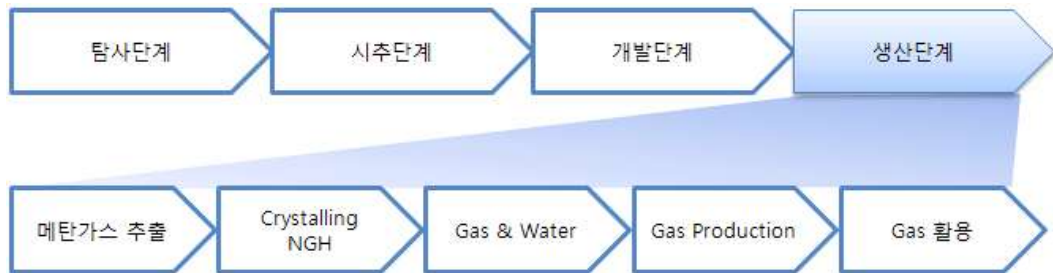 탐사단계
시추단계
개발단계
생산단계
메탄가스 추출
Crystalling
NGH
Gas & Water
Gas Production
Gas 활용